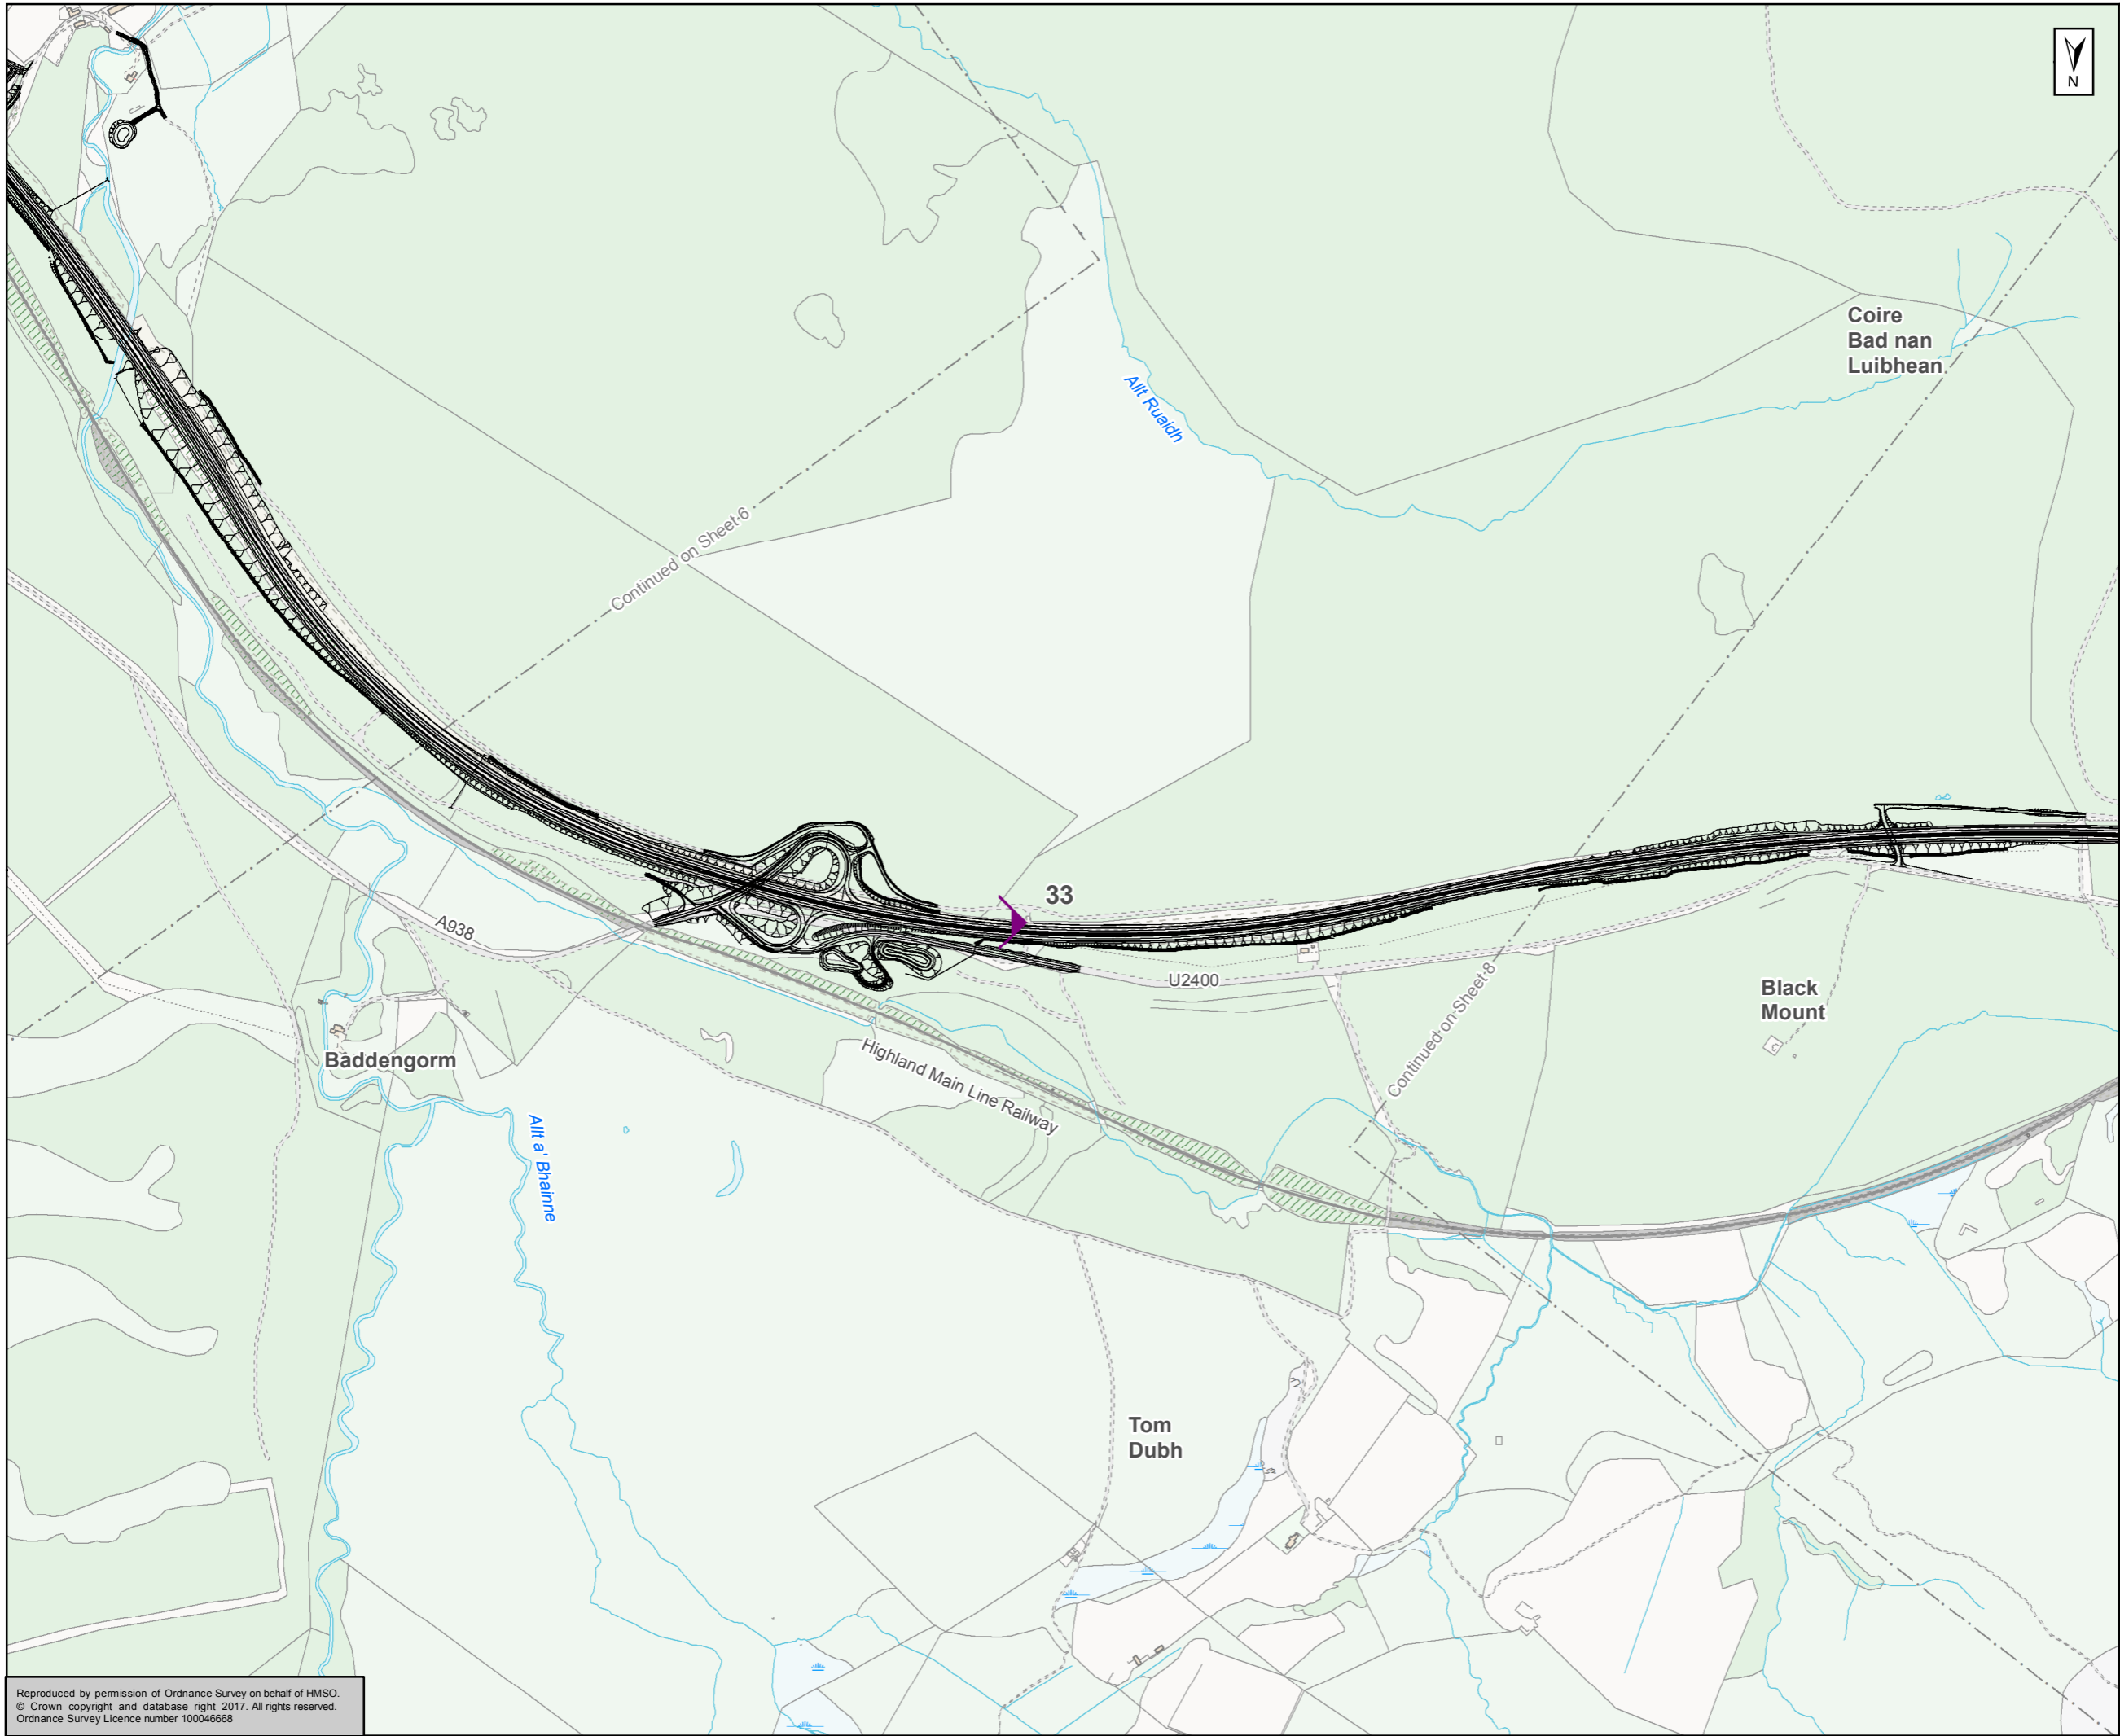 N
Coire
Bad nan
Luibhean
Allt Ruaidh
Continued on Sheet 6
33
A938
U2400
Black
Mount
Continued on Sheet 8
Highland Main Line Railway
Baddengorm
Allt a' Bhainne
Tom
Dubh
Reproduced by permission of Ordnance Survey on behalf of HMSO.
© Crown copyright and database right 2017. All rights reserved.
Ordnance Survey Licence number 100046668